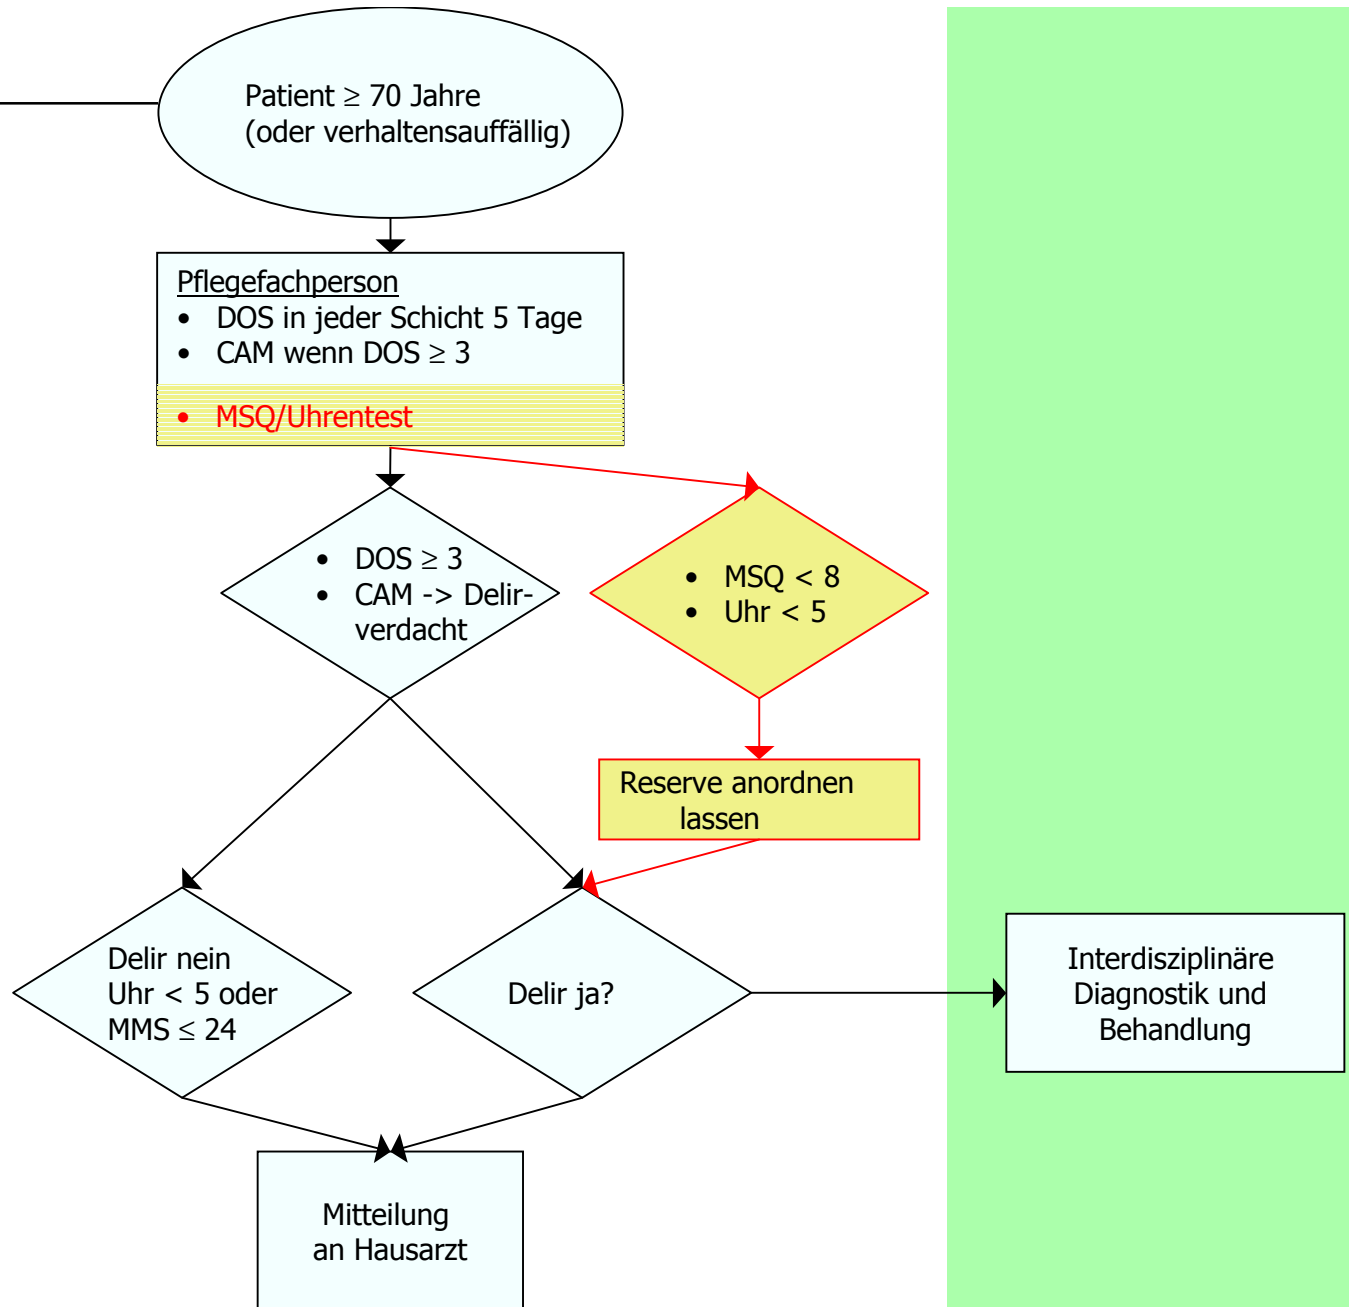 Patient ≥ 70 Jahre
(oder verhaltensauffällig)
Pflegefachperson
• DOS in jeder Schicht 5 Tage
• CAM wenn DOS ≥ 3
• MSQ/Uhrentest
• DOS ≥ 3
• CAM -> Delir-
verdacht
• MSQ < 8
• Uhr < 5
Reserve anordnen
lassen
Delir nein
Uhr < 5 oder
MMS ≤ 24
Delir ja?
Interdisziplinäre
Diagnostik und
Behandlung
Mitteilung
an Hausarzt